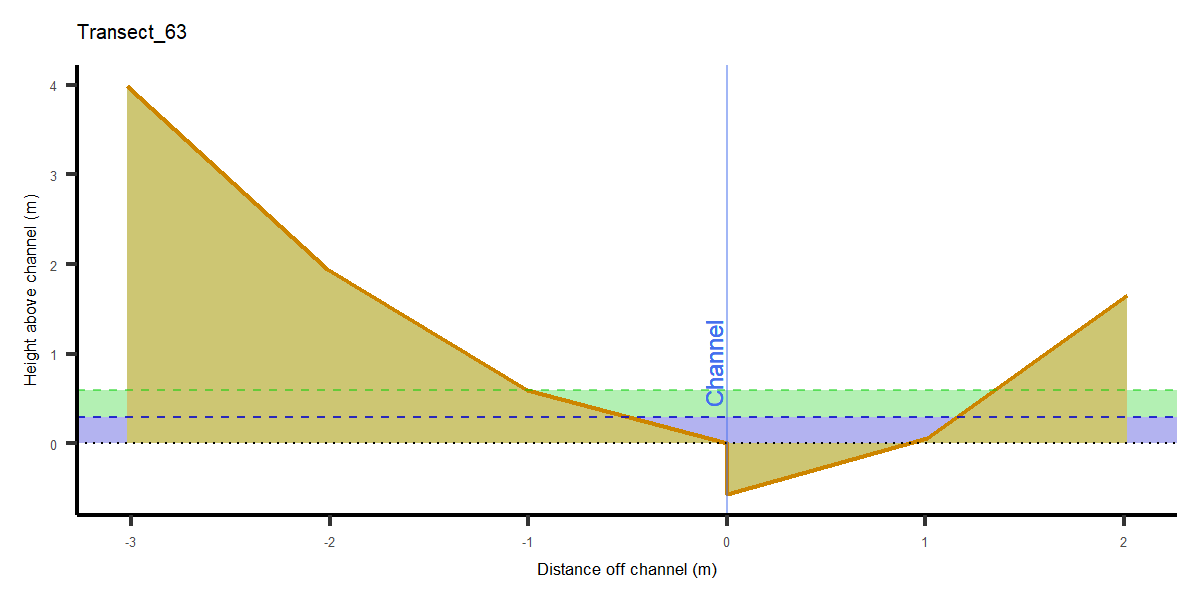 Transect_63
Height above channel (m)
4
3
2
1
0
Channel
-3
-2
-1
0
1
2
Distance off channel (m)